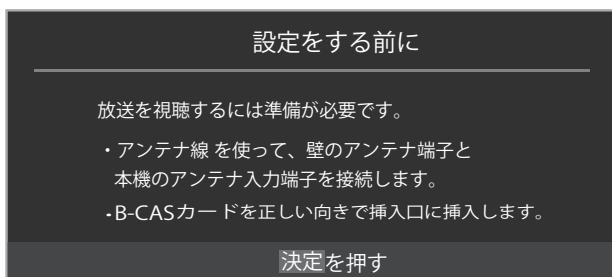 設定をする前に
放送を視聴するには準備が必要です。
・アンテナ線 を使って、壁のアンテナ端子と
本機のアンテナ入力端子を接続します。
・B-CASカードを正しい向きで挿入口に挿入します。
決定を押す